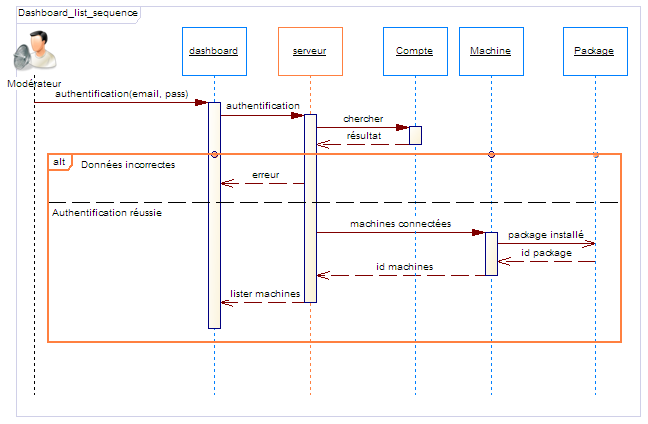 Dashboard_list_sequence
dashboard
serveur
Compte
Machine
Package
Modérateur
authentification(email, pass)
authentification
chercher
résultat
alt
Données incorrectes
erreur
Authentification réussie
machines connectées
package installé
id package
id machines
lister machines